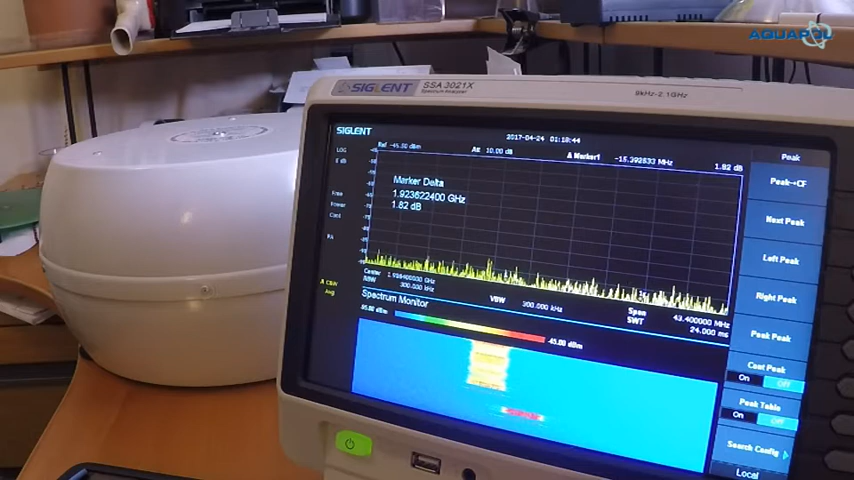 AQUAPOL
SIGLENT
SSA 3021X
Spectrum Analyzer
9kHz-2.1GHz
SIGLENT
2017-04-24 01:18:44
Peak
LOG
Ref -45.00 dBm
Att 10.00 dB
Δ Marker1
-15.392833 MHz
1.82 dB
Marker Delta
1.923622400 GHz
1.82 dB
Free
Power
Cont
PA
Avg
Peak→CF
Next Peak
Left Peak
Right Peak
Peak Peak
Cont Peak
On Off
Peak Table
On Off
Search Config
Local
Center
RBW 300.000 kHz
VBW 300.000 kHz
Span 43.400000 MHz
SWT 24.000 ms
Spectrum Monitor
-45.00 dBm